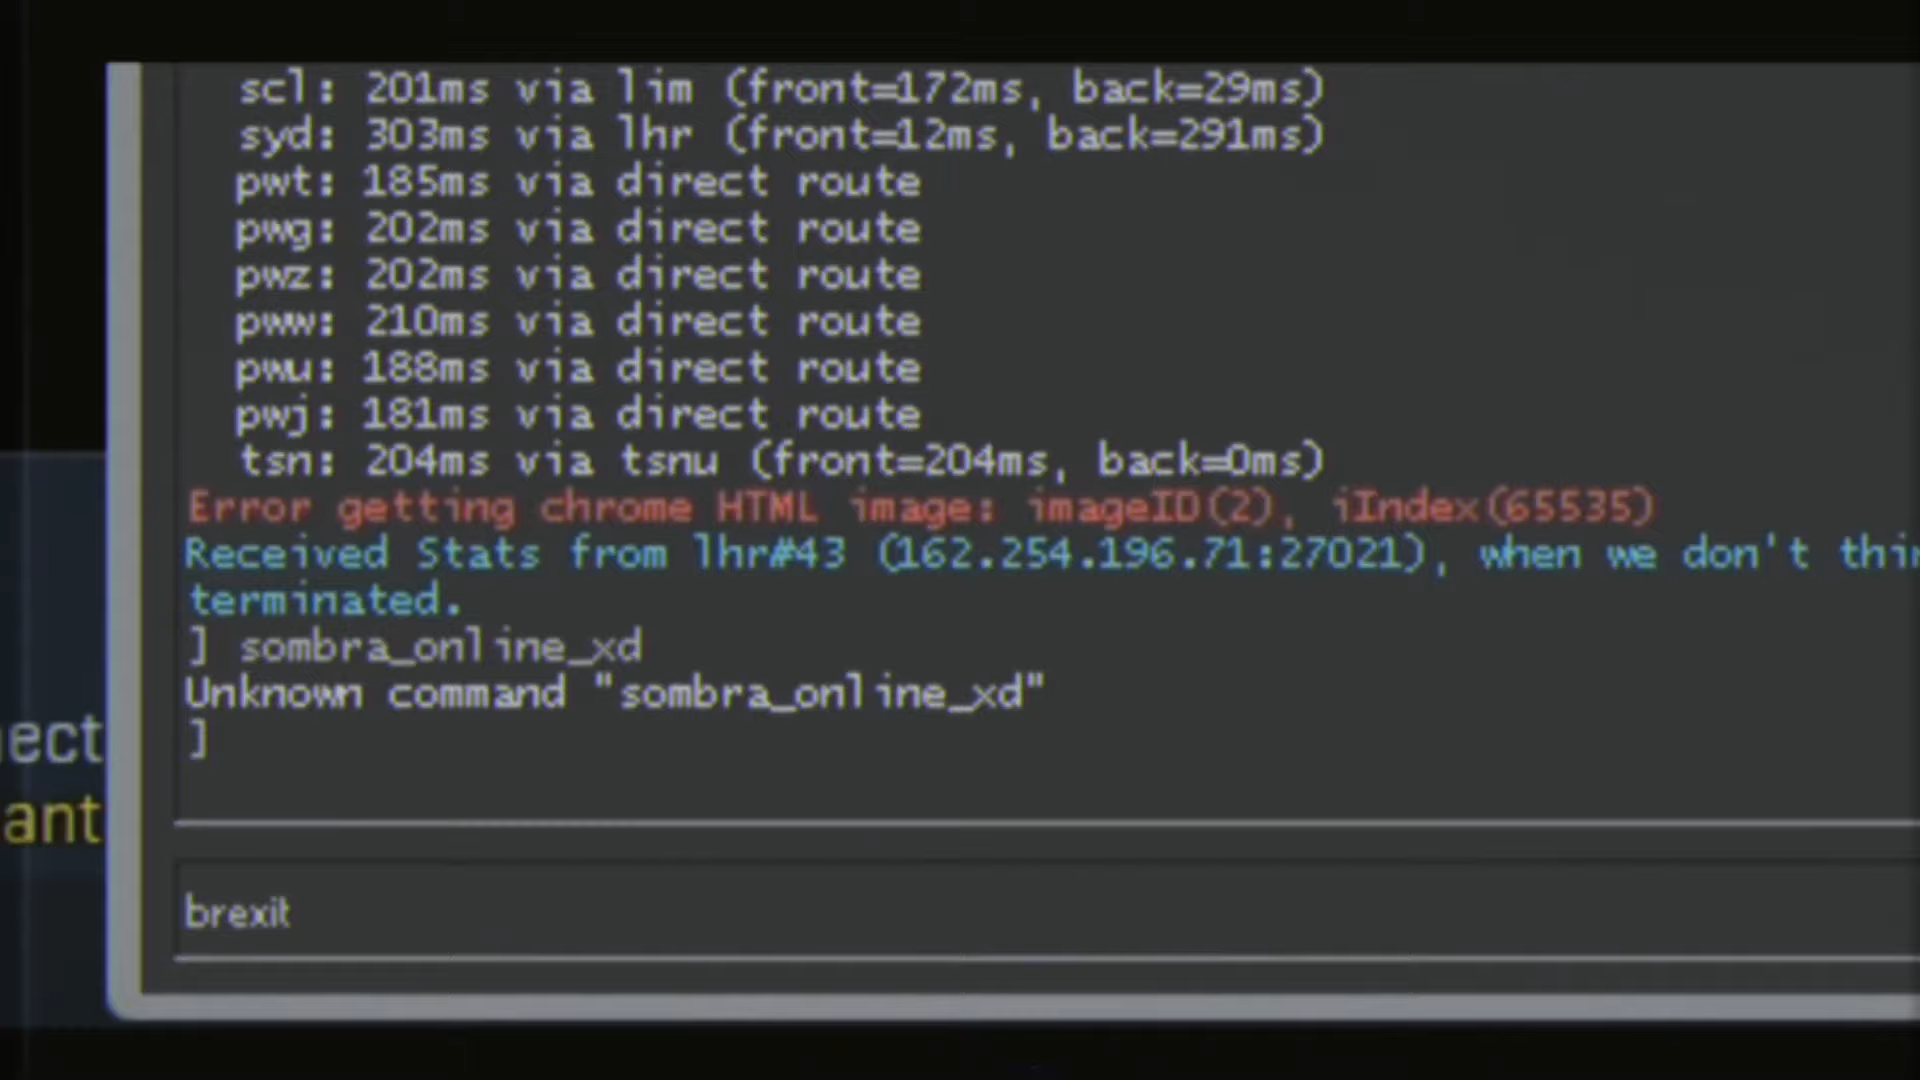 scl: 201ms via lim (front=172ms, back=29ms)
syd: 303ms via lhr (front=12ms, back=291ms)
pwt: 185ms via direct route
pwg: 202ms via direct route
pwz: 202ms via direct route
pww: 210ms via direct route
pwu: 188ms via direct route
pwj: 181ms via direct route
tsn: 204ms via tsnu (front=204ms, back=0ms)
Error getting chrome HTML image: imageID(2), iIndex(65535)
Received Stats from lhr#43 (162.254.196.71:27021), when we don't thin
terminated.
] sombra_online_xd
Unknown command "sombra_online_xd"
]
nect
ant
brexit